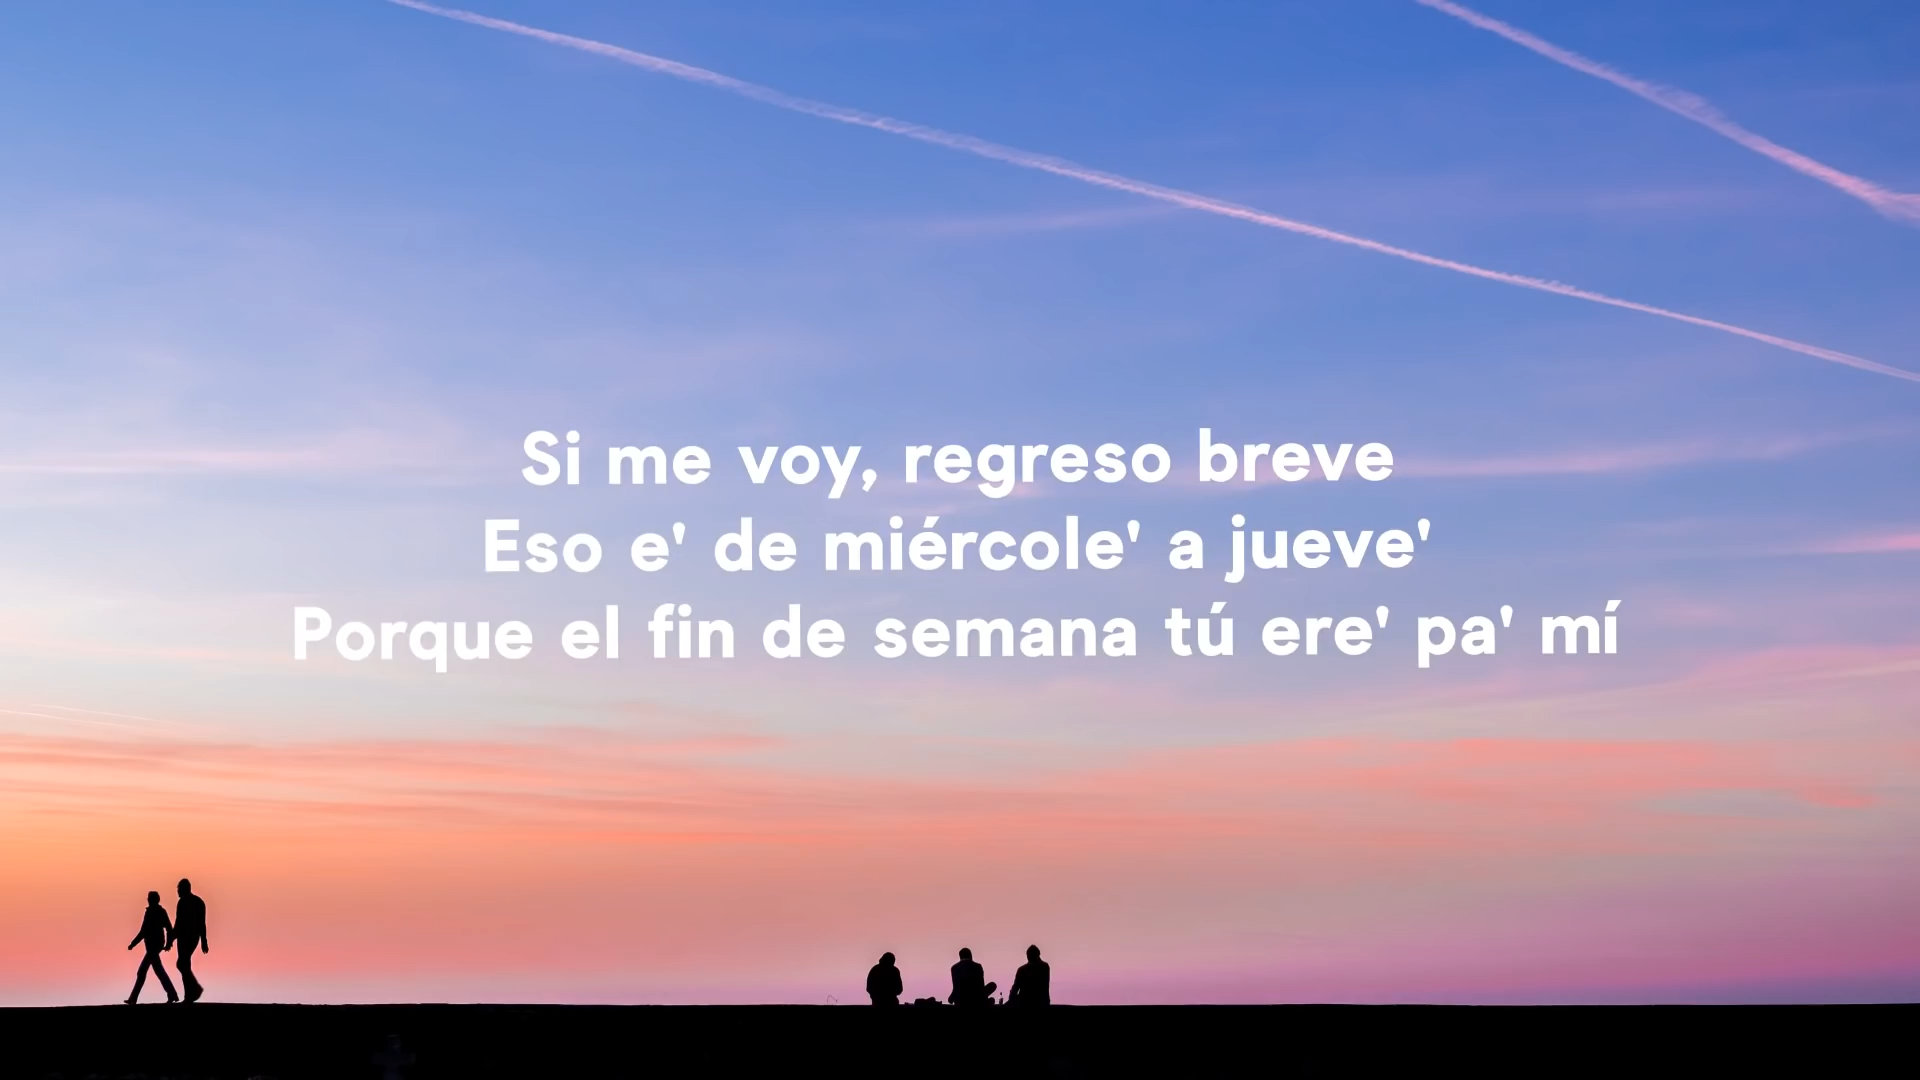 Si me voy, regreso breve
Eso e' de miércole' a jueve'
Porque el fin de semana tú ere' pa' mí